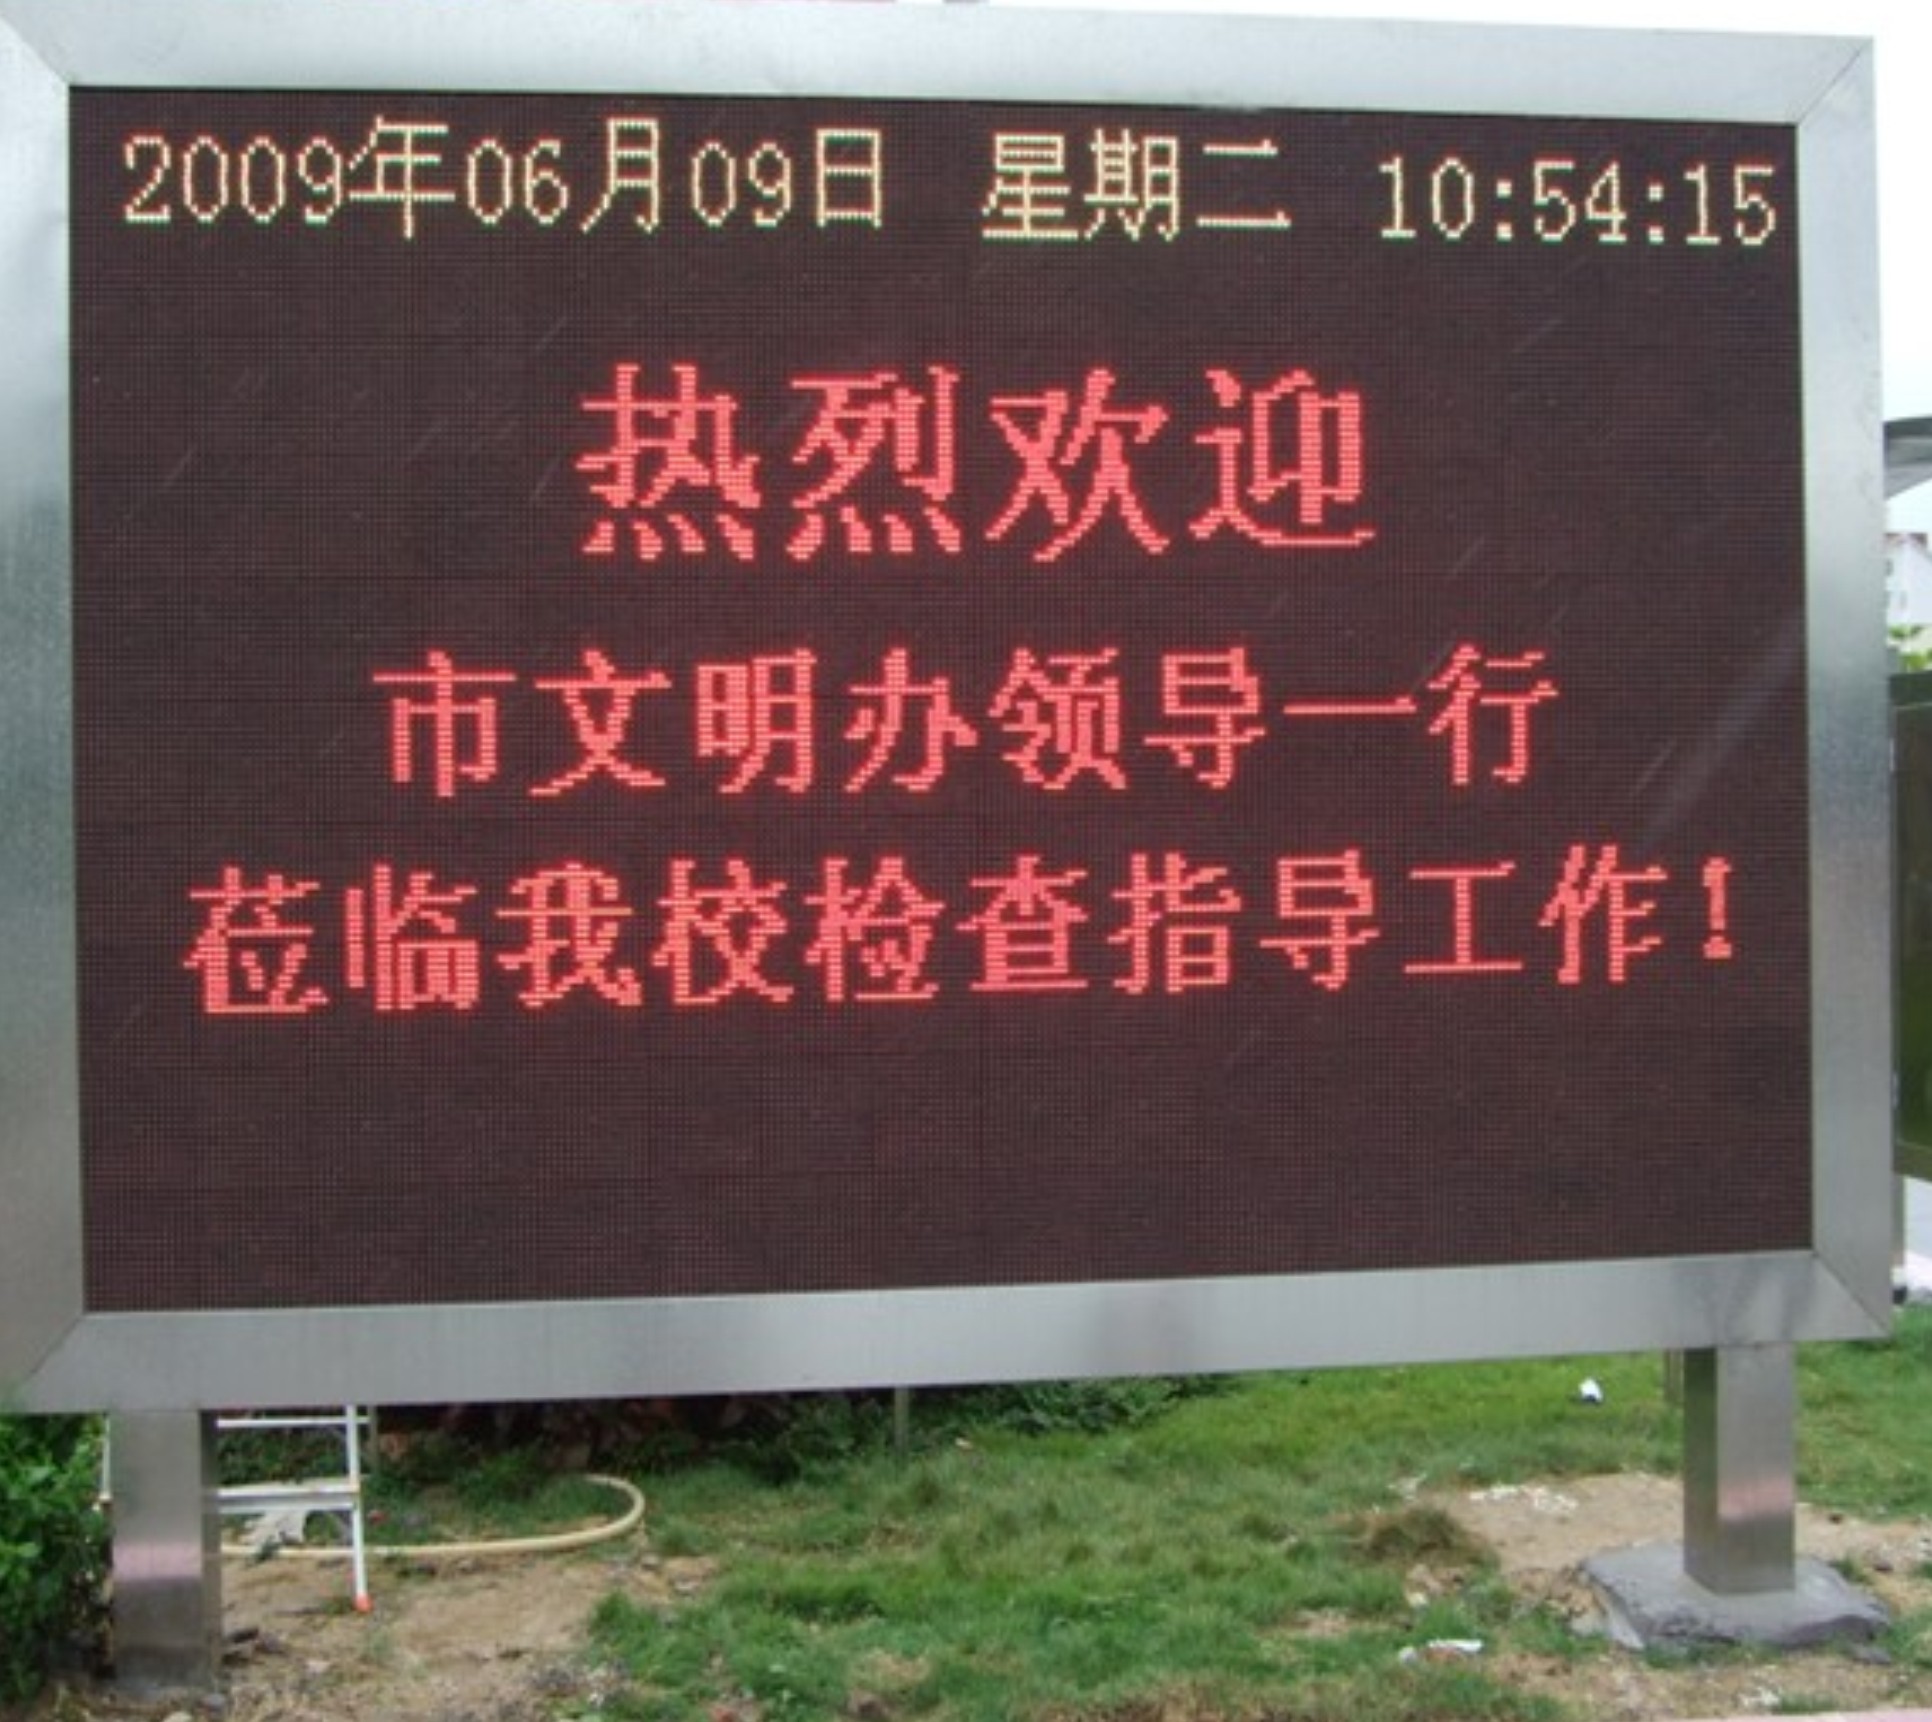 2009年06月09日 星期二 10:54:15
热烈欢迎
市文明办领导一行
莅临我校检查指导工作！